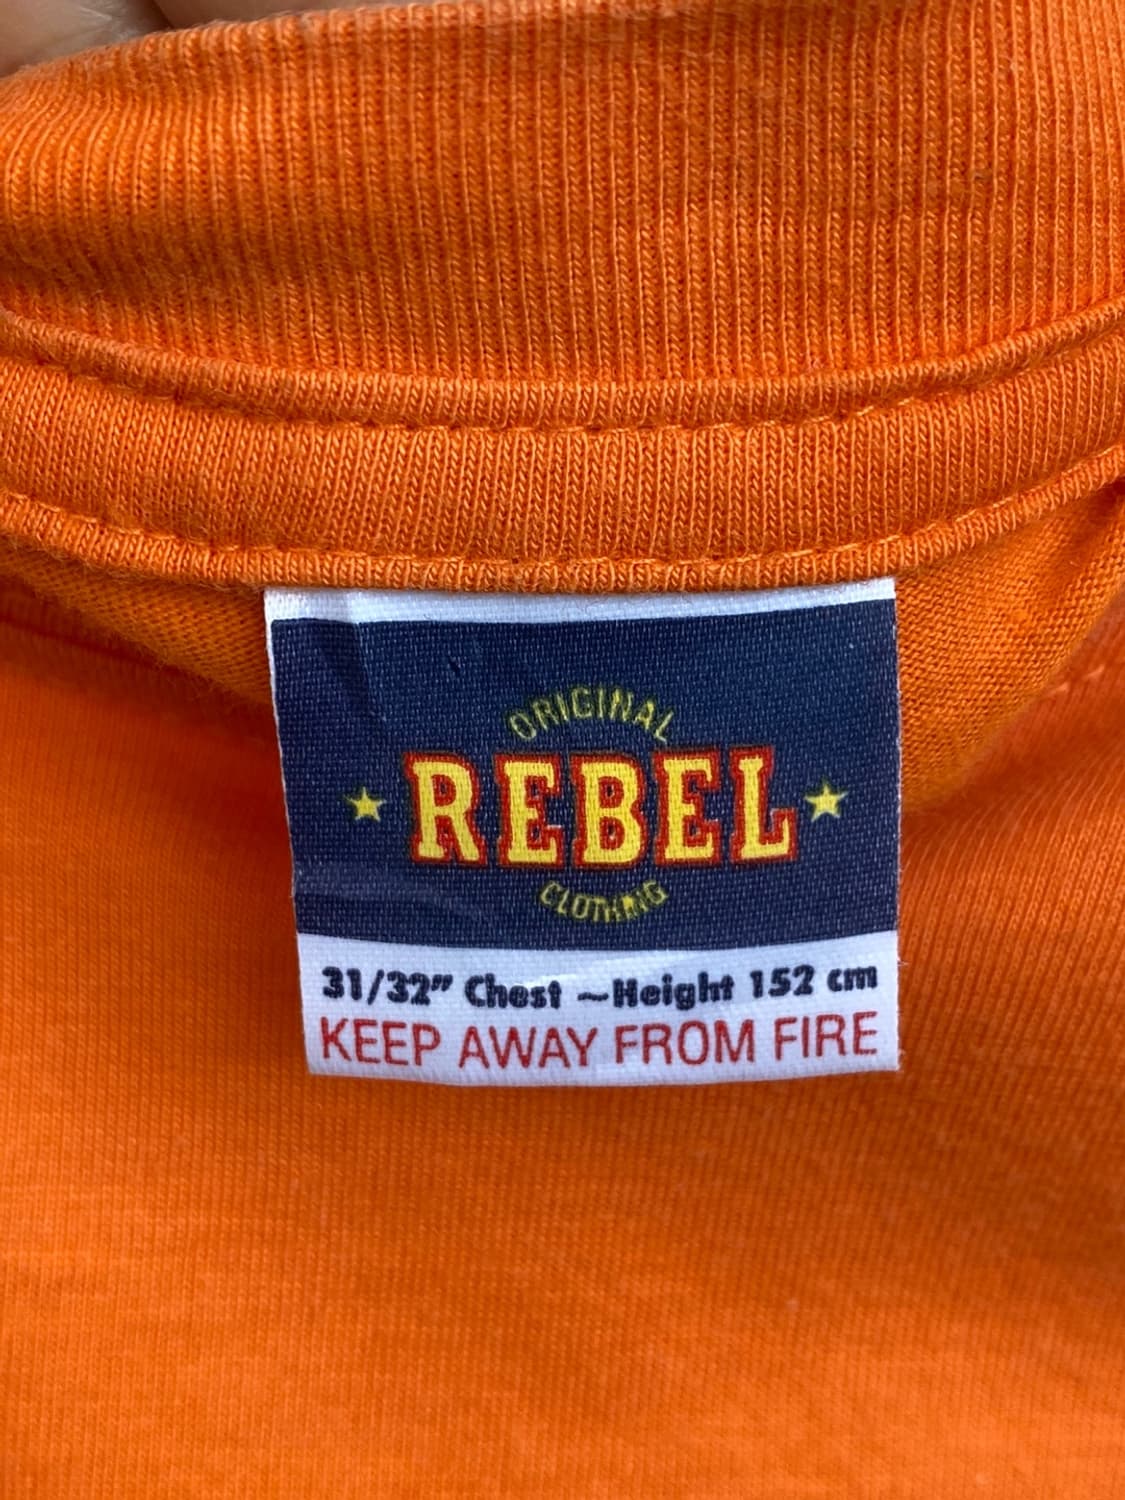 ORIGINAL
REBEL
CLOTHING
31/32" Chest ~Height 152 cm
KEEP AWAY FROM FIRE